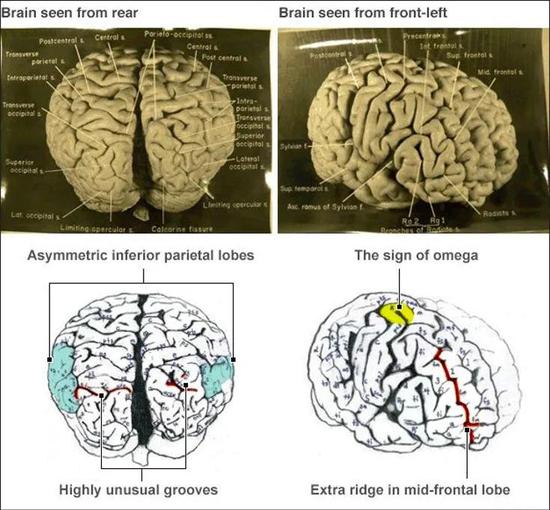 Brain seen from rear
Brain seen from front-left
Parieto-occipital ss.
Central s.
Postcentral s.
Transverse parietal s.
Intraparietal s.
Transverse occipital s.
Superior occipital s.
Lat. occipital s.
Limiting opercular s.
Calcarine fissure
Central s.
Post central s.
Transverse parietal s.
Intra-parietal s.
Transverse occipital s.
Superior occipital s.
Lateral occipital s.
Limiting opercular s.
Precentral s.
Inf. frontal s.
Sup. frontal s.
Mid. frontal s.
Postcentral s.
Sylvian f.
Sup. temporal s.
Asc. ramus of Sylvian f.
Ra 2 Rg 1
Branches of Radiate s.
Radiate s.
Asymmetric inferior parietal lobes
The sign of omega
Highly unusual grooves
Extra ridge in mid-frontal lobe